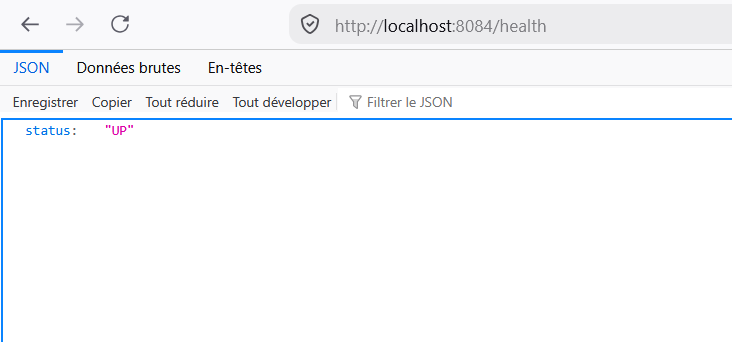 http://localhost:8084/health
JSON Données brutes En-têtes
Enregistrer Copier Tout réduire Tout développer Filtrer le JSON
status: "UP"